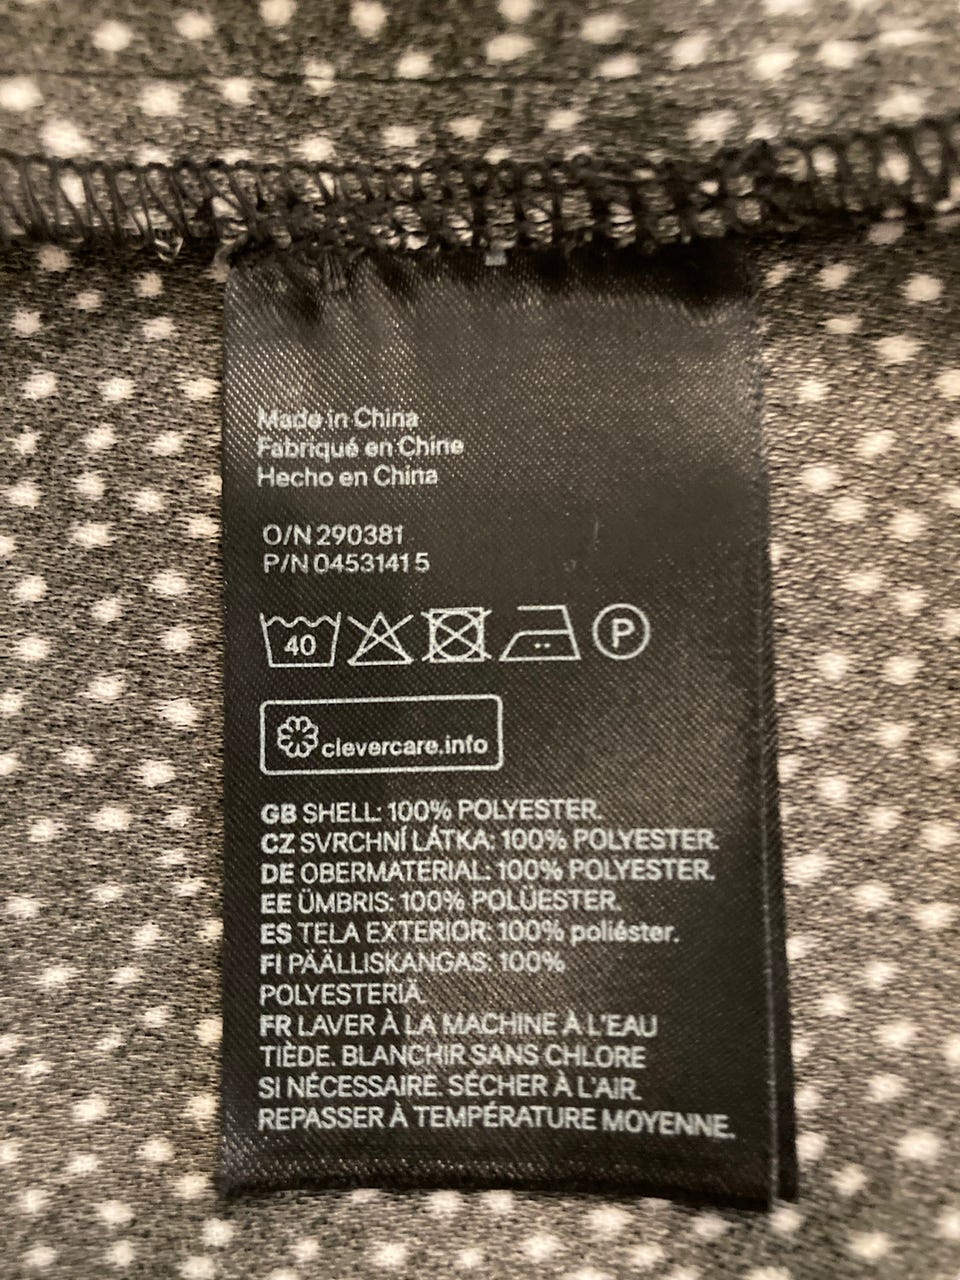 Made in China
Fabriqué en Chine
Hecho en China
O/N 290381
P/N 04531415
40 P
clevercare.info
GB SHELL: 100% POLYESTER.
CZ SVRCHNÍ LÁTKA: 100% POLYESTER.
DE OBERMATERIAL: 100% POLYESTER.
EE ÜMBRIS: 100% POLÜESTER.
ES TELA EXTERIOR: 100% poliéster.
FI PÄÄLLISKANGAS: 100%
POLYESTERIÄ.
FR LAVER À LA MACHINE À L'EAU
TIÈDE. BLANCHIR SANS CHLORE
SI NÉCESSAIRE. SÉCHER À L'AIR.
REPASSER À TEMPÉRATURE MOYENNE.